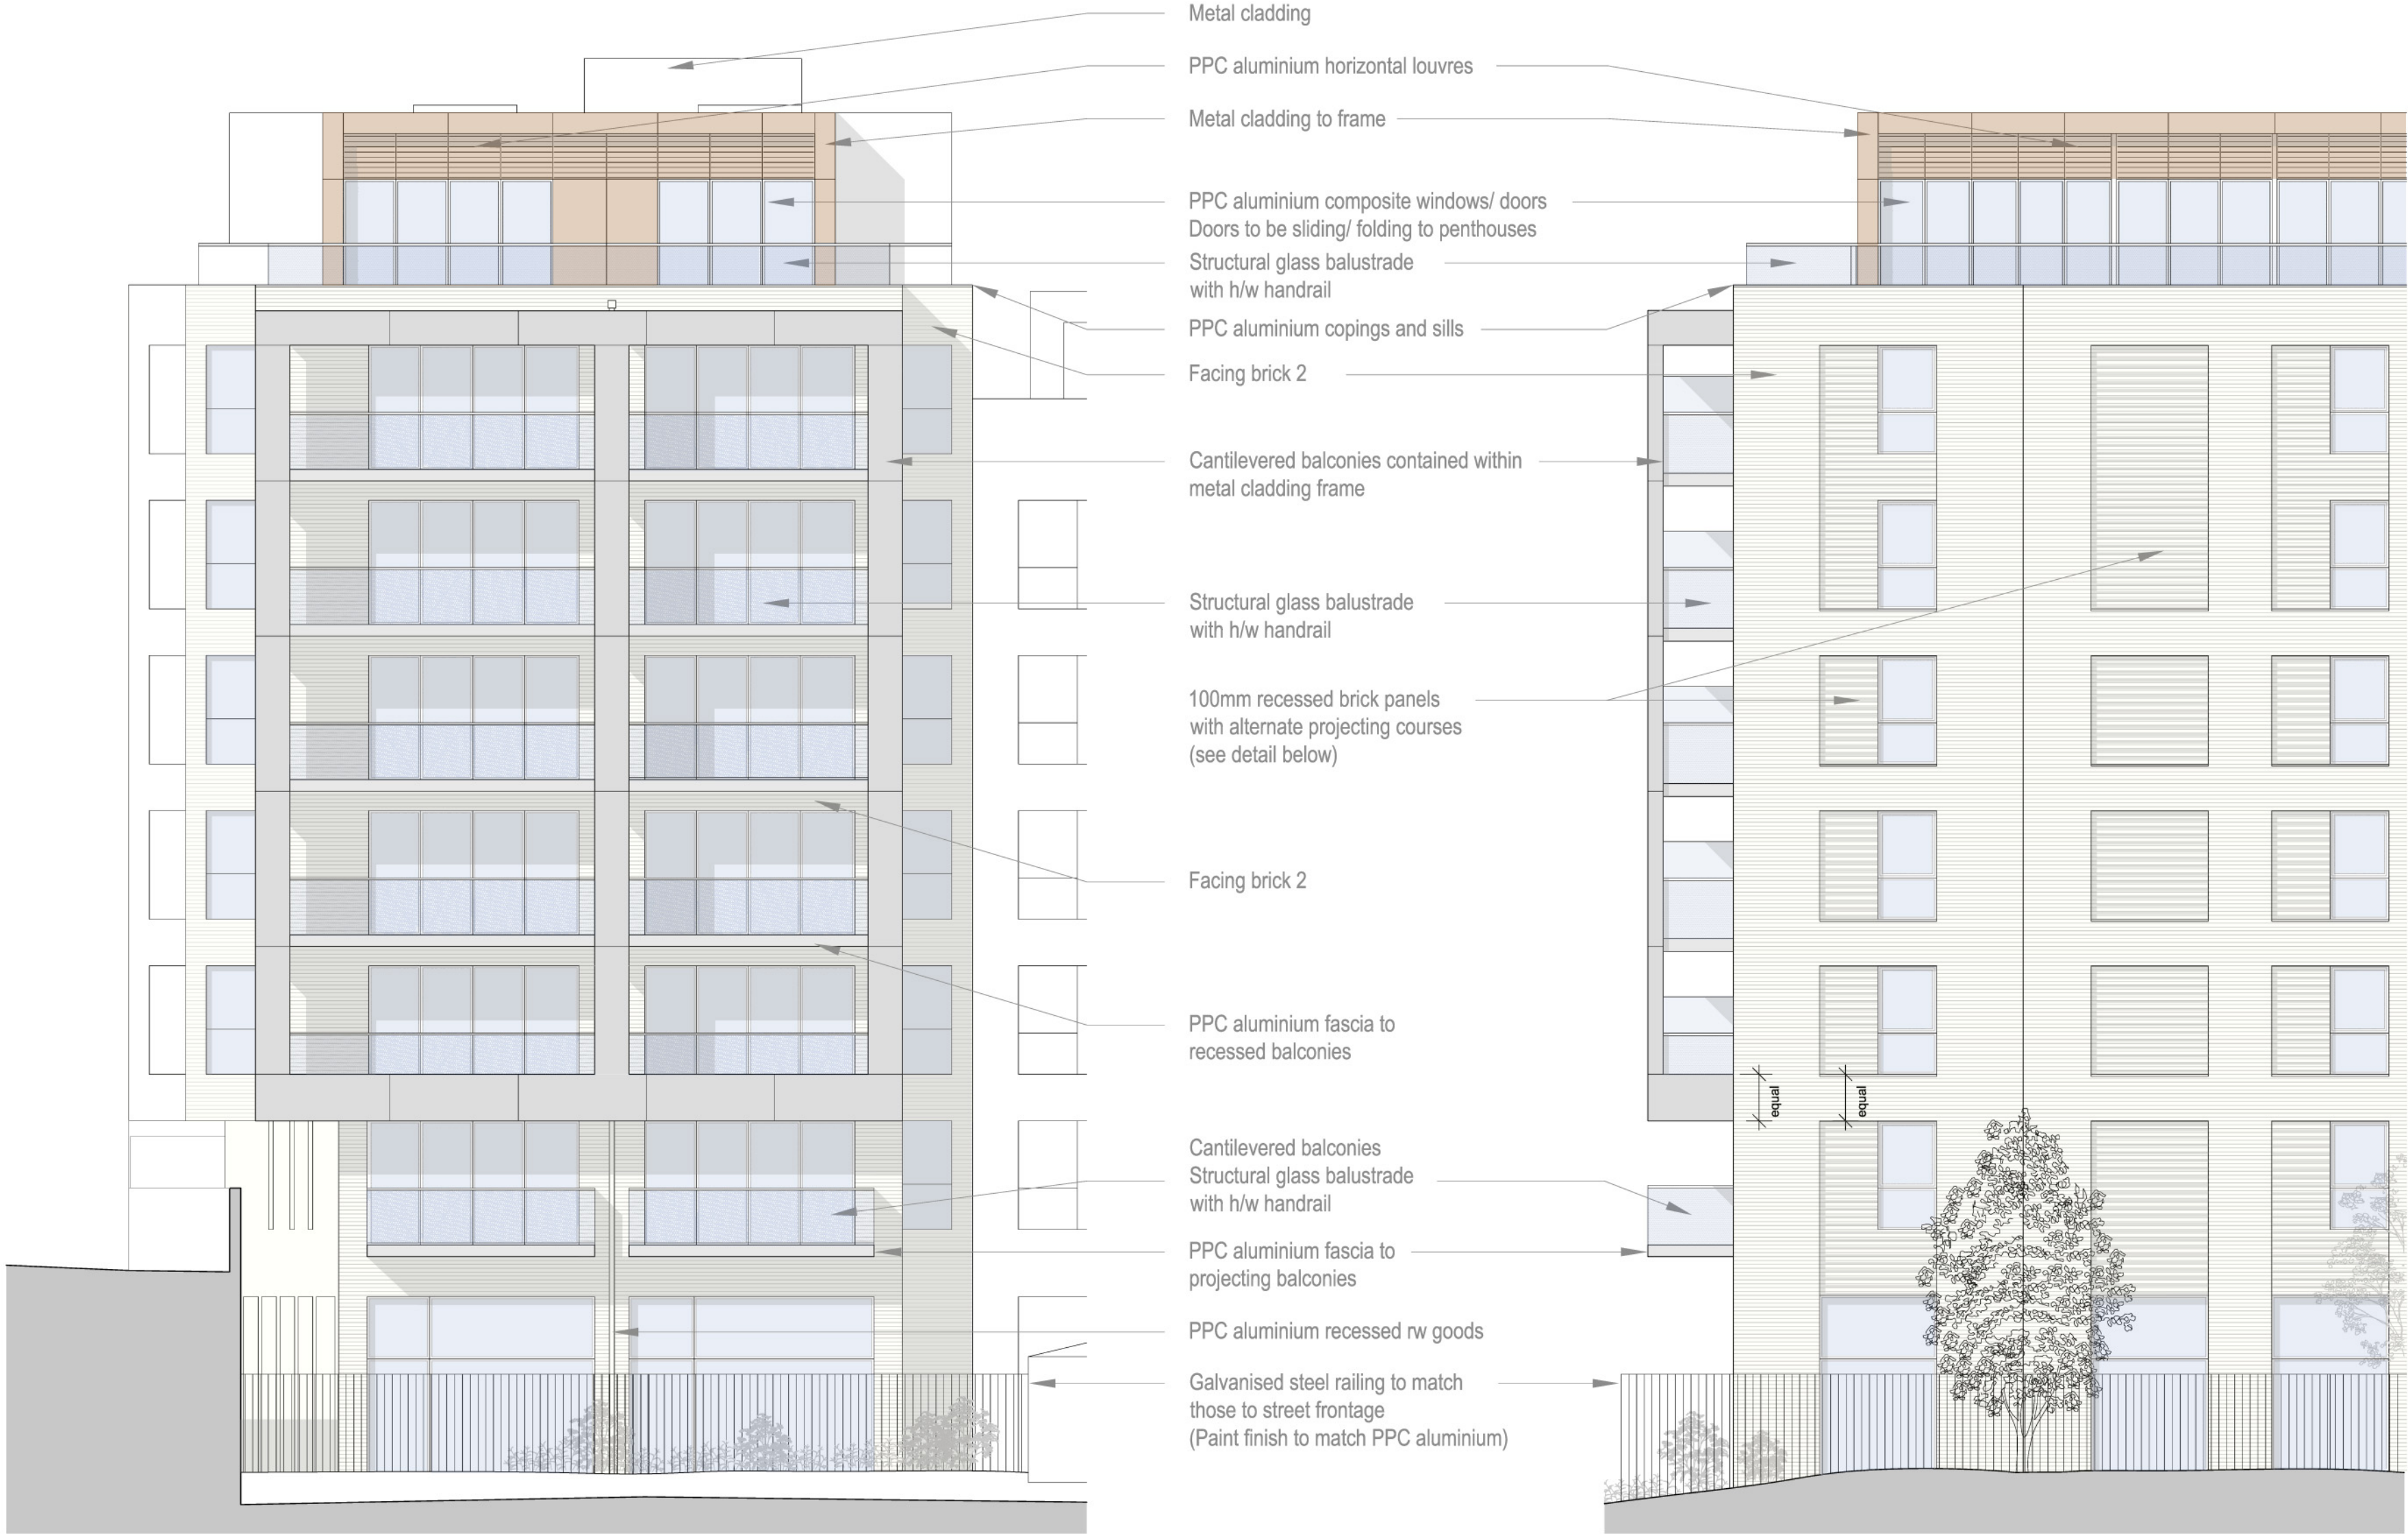 Metal cladding
PPC aluminium horizontal louvres
Metal cladding to frame
PPC aluminium composite windows/ doors
Doors to be sliding/ folding to penthouses
Structural glass balustrade
with h/w handrail
PPC aluminium copings and sills
Facing brick 2
Cantilevered balconies contained within
metal cladding frame
Structural glass balustrade
with h/w handrail
100mm recessed brick panels
with alternate projecting courses
(see detail below)
Facing brick 2
PPC aluminium fascia to
recessed balconies
equal
equal
Cantilevered balconies
Structural glass balustrade
with h/w handrail
PPC aluminium fascia to
projecting balconies
PPC aluminium recessed rw goods
Galvanised steel railing to match
those to street frontage
(Paint finish to match PPC aluminium)